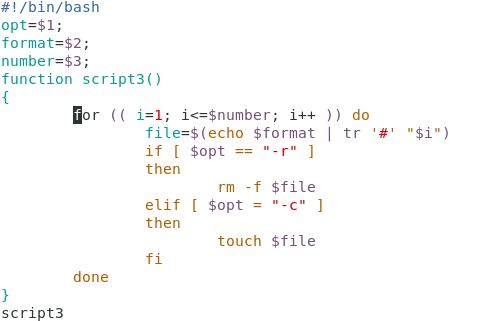 #!/bin/bash
opt=$1;
format=$2;
number=$3;
function script3()
{
        for (( i=1; i<=$number; i++ )) do
                file=$(echo $format | tr '#' "$i")
                if [ $opt == "-r" ]
                then
                        rm -f $file
                elif [ $opt = "-c" ]
                then
                        touch $file
                fi
        done
}
script3